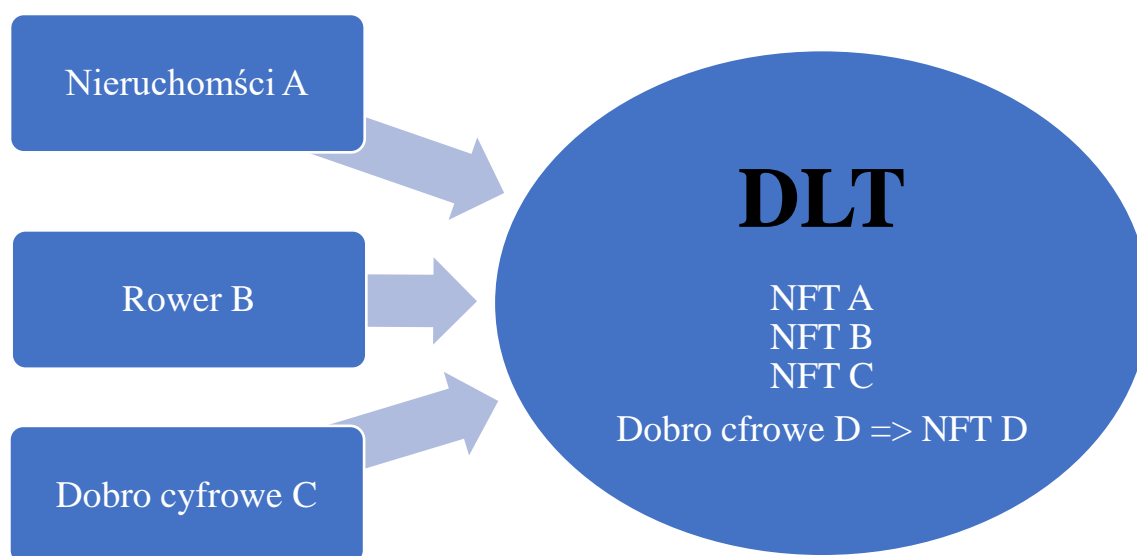 Nieruchomści A
Rower B
Dobro cyfrowe C
DLT
NFT A
NFT B
NFT C
Dobro cfrowe D => NFT D